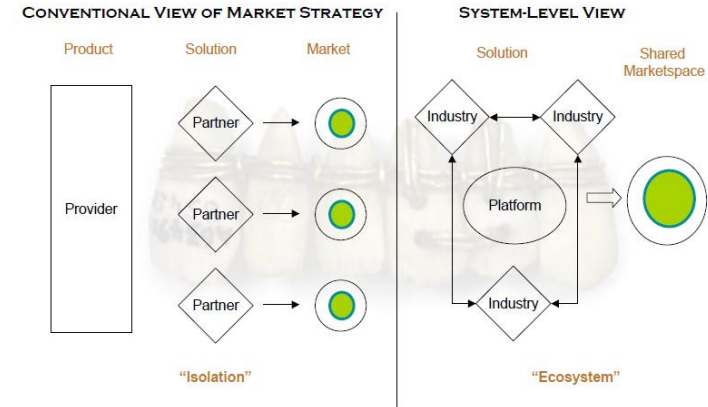 CONVENTIONAL VIEW OF MARKET STRATEGY
Product
Solution
Market
Provider
Partner
Partner
Partner
"Isolation"
SYSTEM-LEVEL VIEW
Solution
Shared
Marketspace
Industry
Industry
Platform
Industry
"Ecosystem"